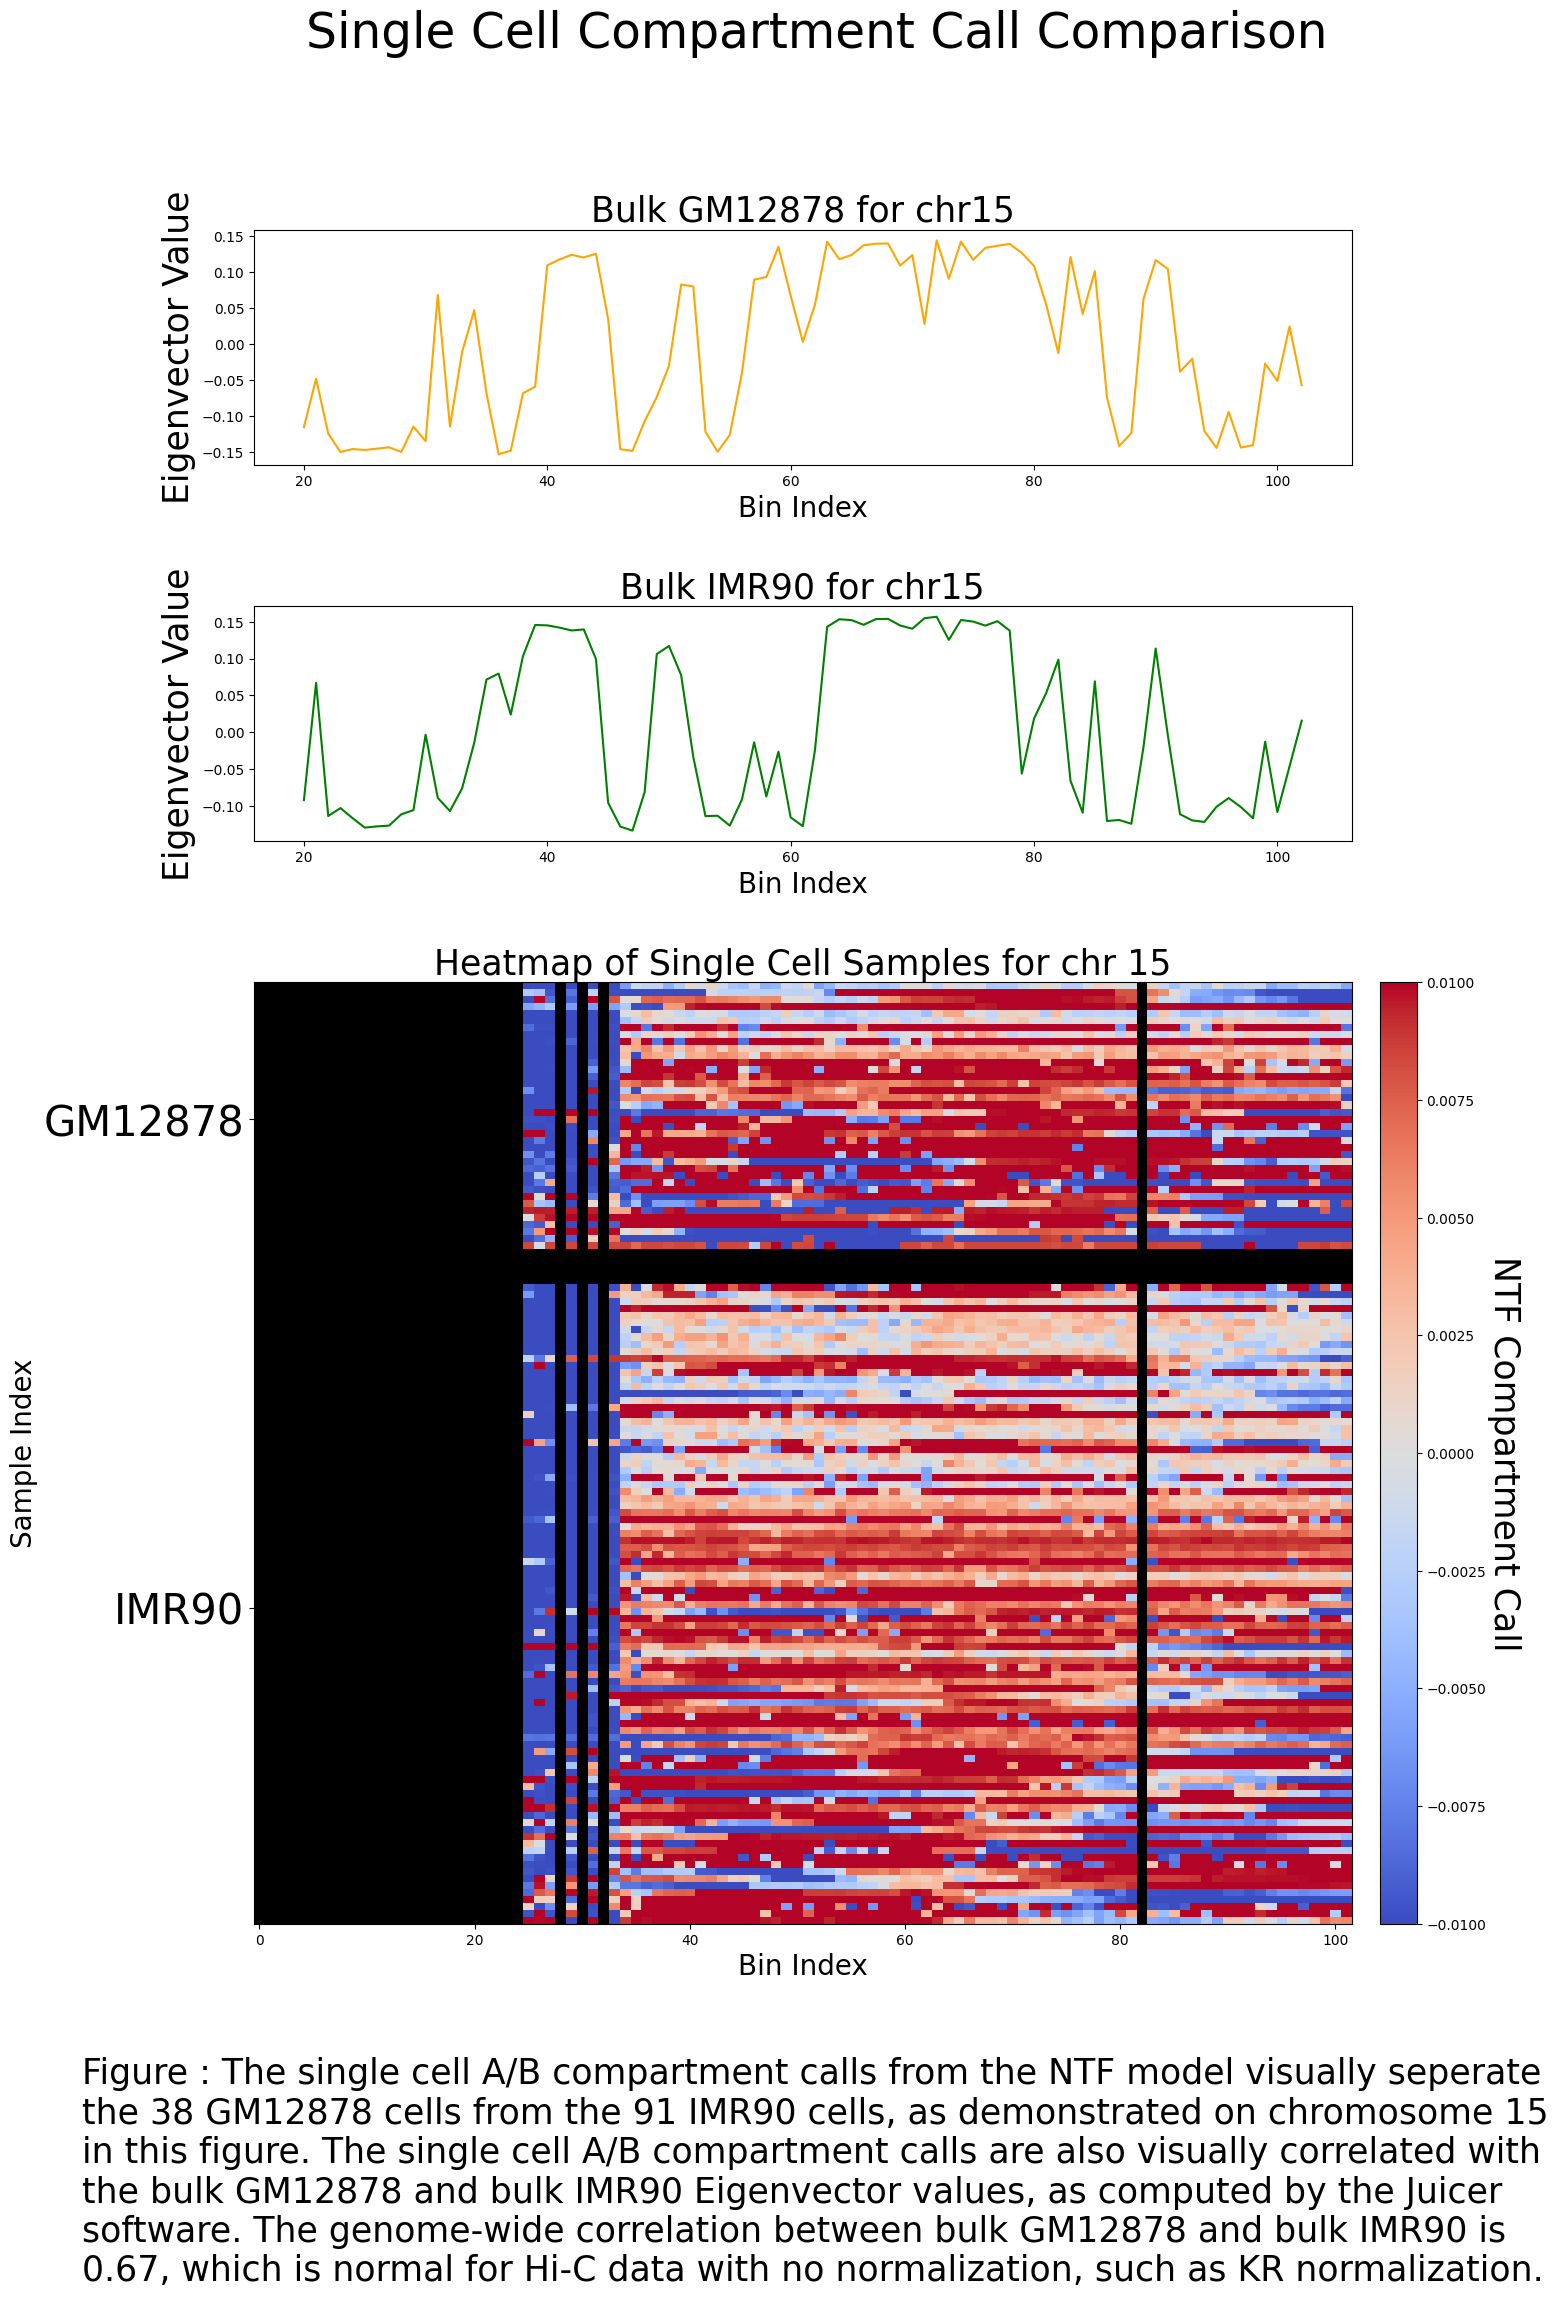 Single Cell Compartment Call Comparison
Bulk GM12878 for chr15
Eigenvector Value
0.15
0.10
0.05
0.00
−0.05
−0.10
−0.15
20
40
60
80
100
Bin Index
Bulk IMR90 for chr15
Eigenvector Value
0.15
0.10
0.05
0.00
−0.05
−0.10
20
40
60
80
100
Bin Index
Heatmap of Single Cell Samples for chr 15
Sample Index
GM12878
IMR90
0
20
40
60
80
100
Bin Index
0.0100
0.0075
0.0050
0.0025
0.0000
−0.0025
−0.0050
−0.0075
−0.0100
NTF Compartment Call
Figure : The single cell A/B compartment calls from the NTF model visually seperate
the 38 GM12878 cells from the 91 IMR90 cells, as demonstrated on chromosome 15
in this figure. The single cell A/B compartment calls are also visually correlated with
the bulk GM12878 and bulk IMR90 Eigenvector values, as computed by the Juicer
software. The genome-wide correlation between bulk GM12878 and bulk IMR90 is
0.67, which is normal for Hi-C data with no normalization, such as KR normalization.